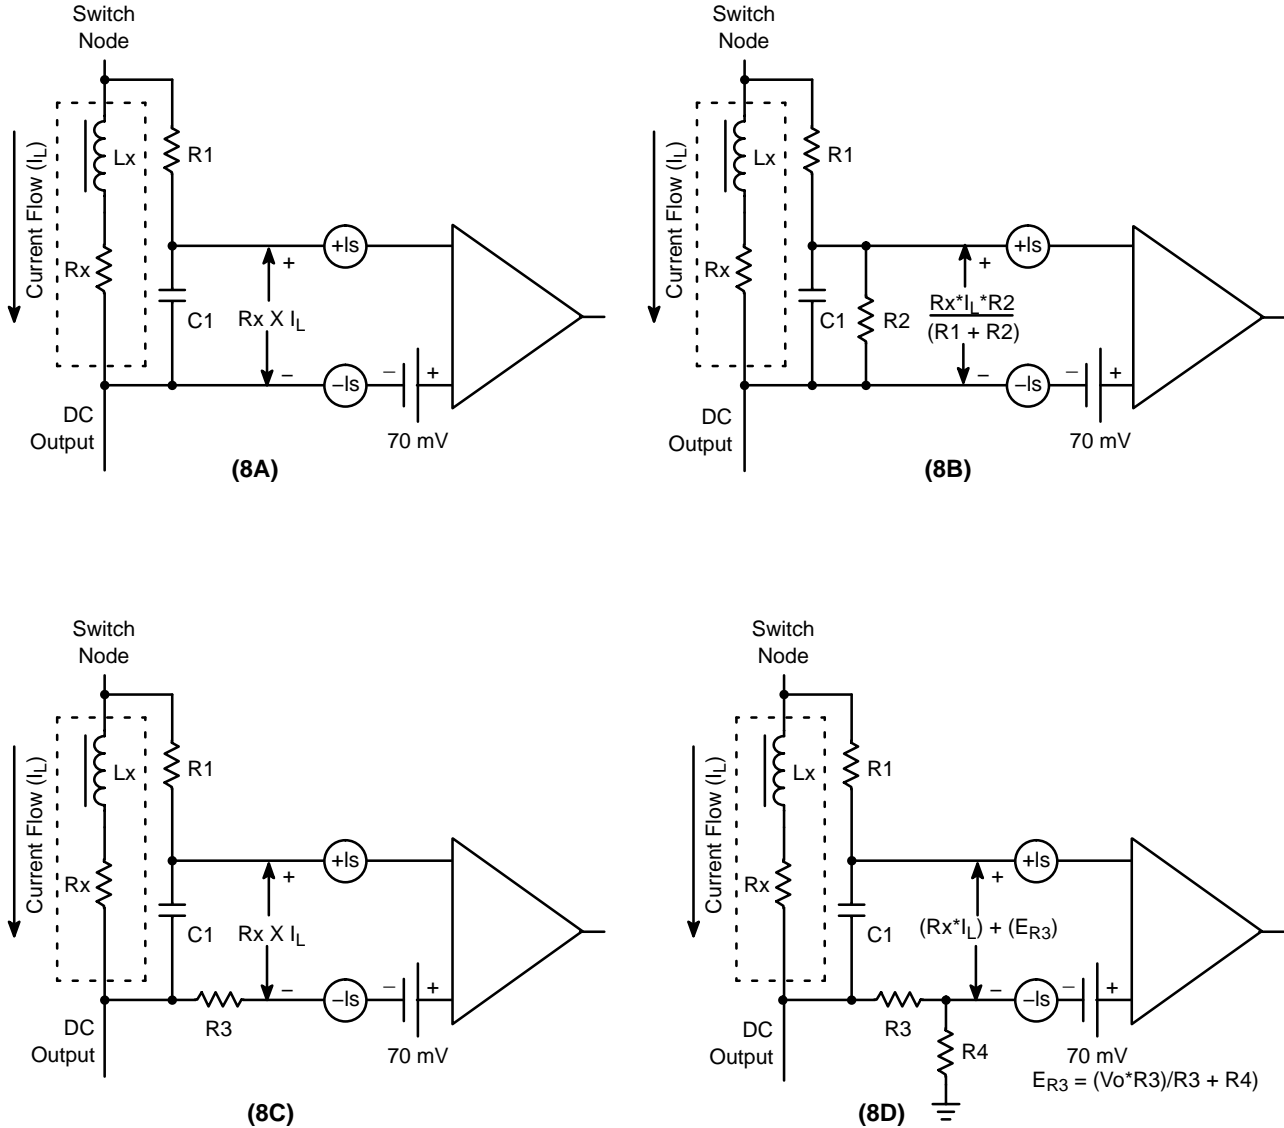 Switch
Node
Current Flow (IL)
Lx
R1
Rx
C1
+
Rx X IL
–
+Is
–Is
–
+
70 mV
DC
Output
(8A)
Switch
Node
Current Flow (IL)
Lx
R1
Rx
C1
R2
+
Rx*IL*R2
(R1 + R2)
–
+Is
–Is
–
+
70 mV
DC
Output
(8B)
Switch
Node
Current Flow (IL)
Lx
R1
Rx
C1
+
Rx X IL
–
R3
+Is
–Is
–
+
70 mV
DC
Output
(8C)
Switch
Node
Current Flow (IL)
Lx
R1
Rx
C1
+
(Rx*IL) + (ER3)
–
R3
R4
+Is
–Is
–
+
70 mV
ER3 = (Vo*R3)/R3 + R4)
DC
Output
(8D)